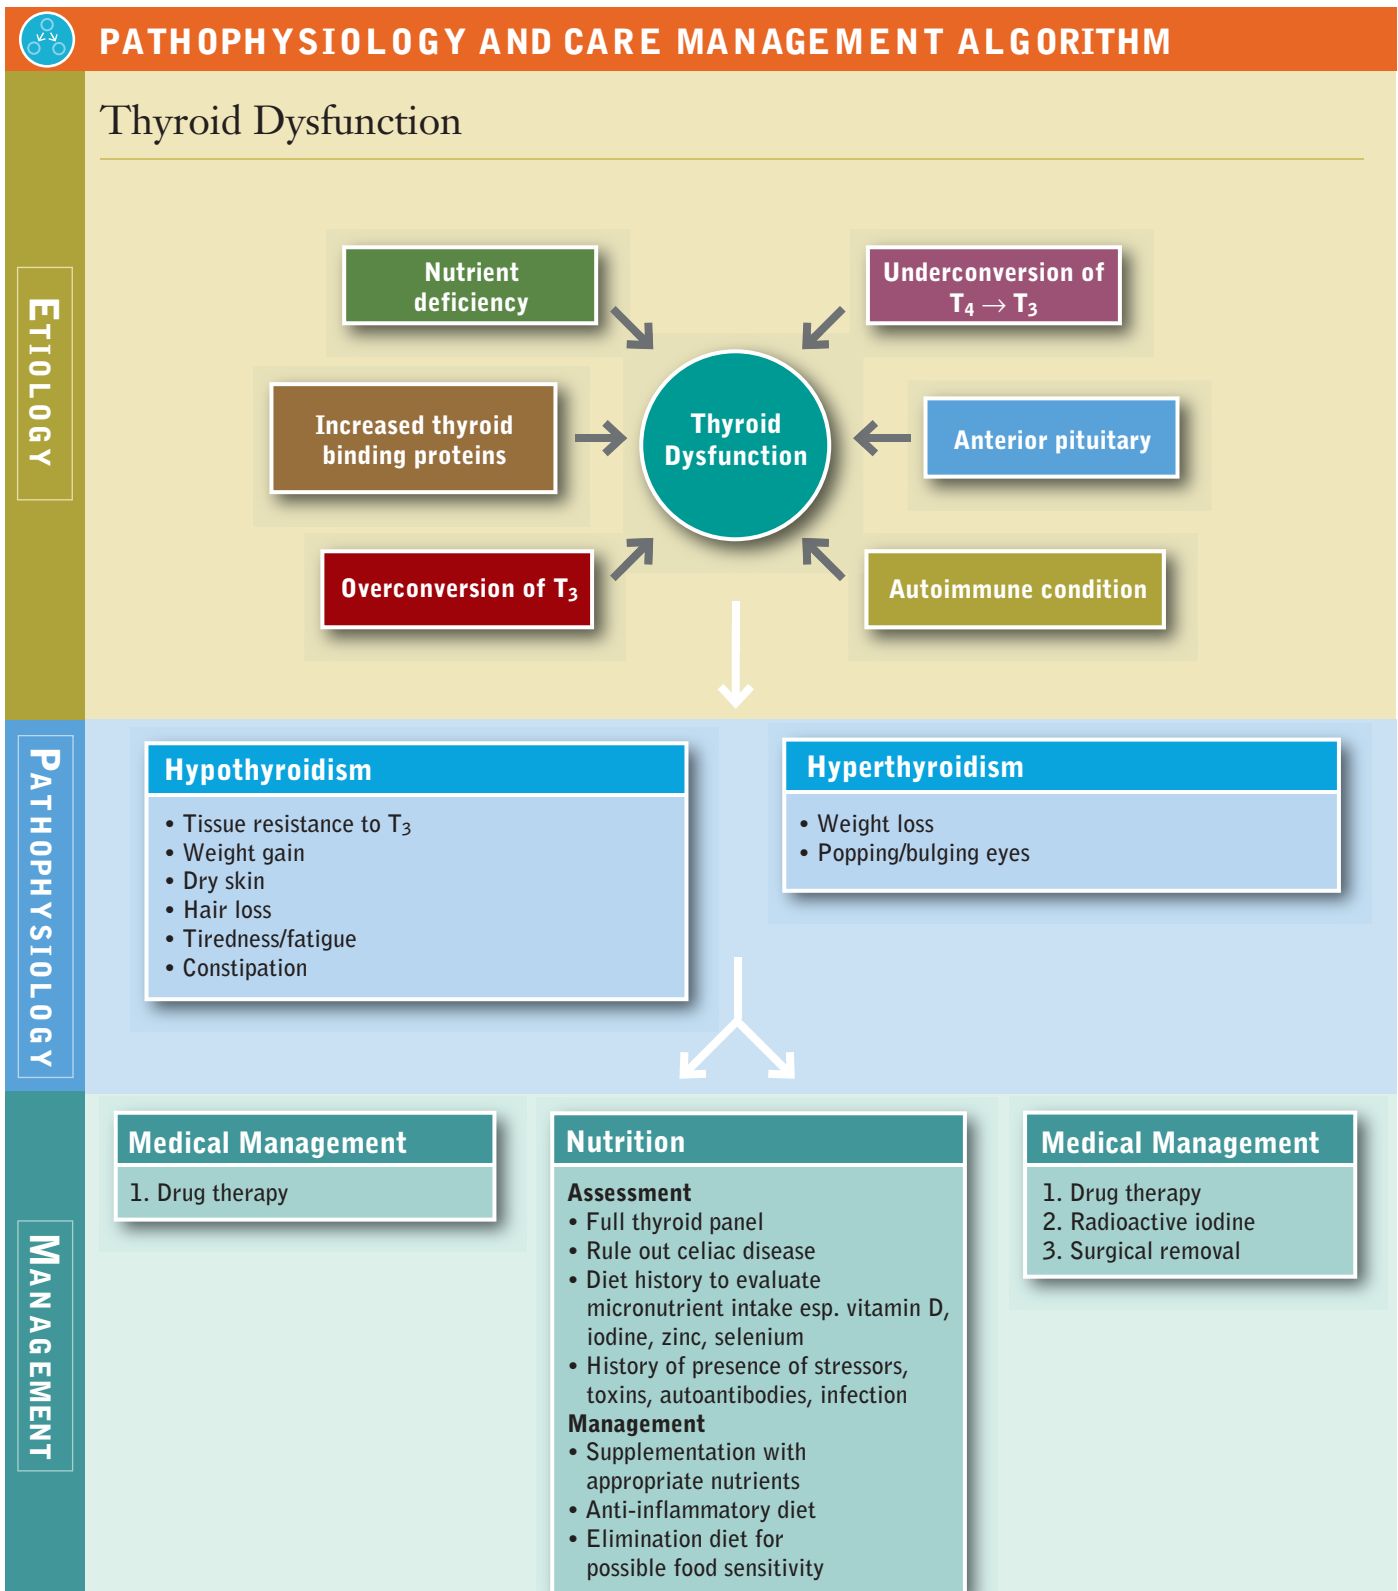 PATHOPHYSIOLOGY AND CARE MANAGEMENT ALGORITHM
Thyroid Dysfunction
ETIOLOGY
Nutrient
deficiency
Underconversion of
T₄ → T₃
Increased thyroid
binding proteins
Thyroid
Dysfunction
Anterior pituitary
Overconversion of T₃
Autoimmune condition
PATHOPHYSIOLOGY
Hypothyroidism
• Tissue resistance to T₃
• Weight gain
• Dry skin
• Hair loss
• Tiredness/fatigue
• Constipation
Hyperthyroidism
• Weight loss
• Popping/bulging eyes
MANAGEMENT
Medical Management
1. Drug therapy
Nutrition
Assessment
• Full thyroid panel
• Rule out celiac disease
• Diet history to evaluate
micronutrient intake esp. vitamin D,
iodine, zinc, selenium
• History of presence of stressors,
toxins, autoantibodies, infection
Management
• Supplementation with
appropriate nutrients
• Anti-inflammatory diet
• Elimination diet for
possible food sensitivity
Medical Management
1. Drug therapy
2. Radioactive iodine
3. Surgical removal